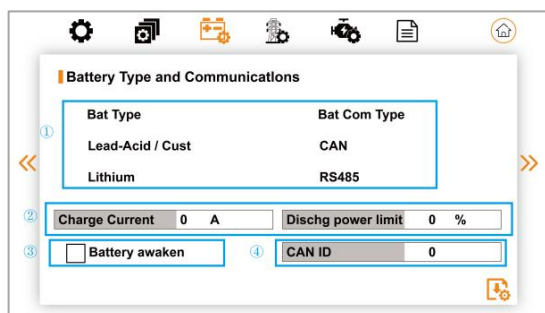 Battery Type and Communications
①
Bat Type Bat Com Type
Lead-Acid / Cust CAN
Lithium RS485
② Charge Current 0 A Dischg power limit 0 %
③ Battery awaken ④ CAN ID 0